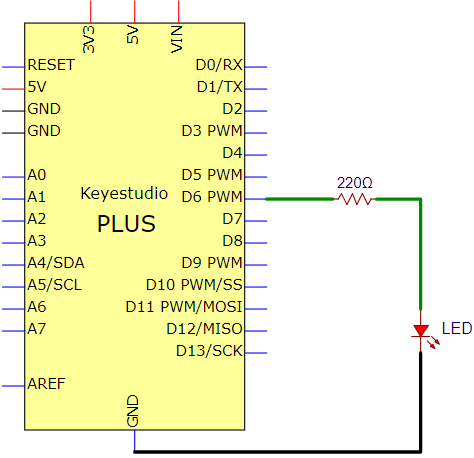 3V3
5V
VIN
RESET
5V
GND
GND
A0
A1
A2
A3
A4/SDA
A5/SCL
A6
A7
AREF
Keyestudio
PLUS
D0/RX
D1/TX
D2
D3 PWM
D4
D5 PWM
D6 PWM
D7
D8
D9 PWM
D10 PWM/SS
D11 PWM/MOSI
D12/MISO
D13/SCK
GND
220Ω
LED